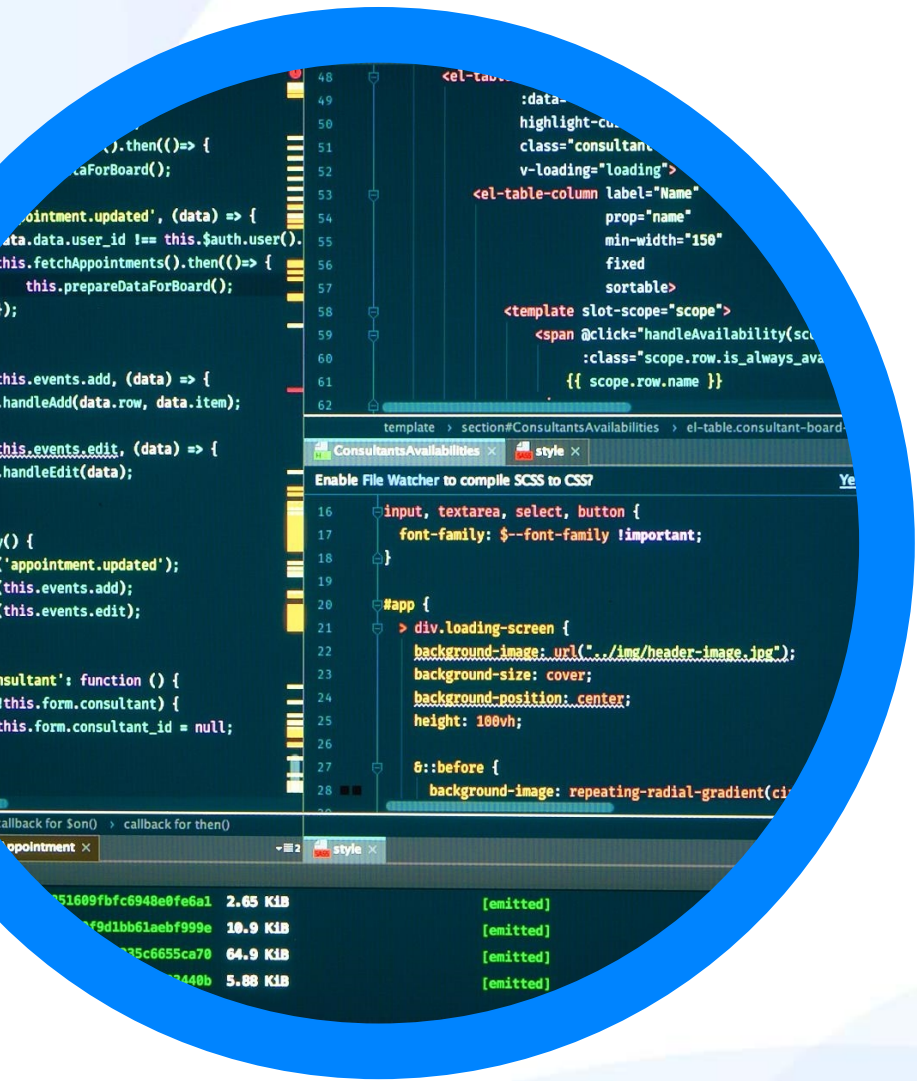 ().then(()=> {
aForBoard();
ointment.updated', (data) => {
ata.data.user_id !== this.$auth.user().
this.fetchAppointments().then(()=> {
this.prepareDataForBoard();
});
this.events.add, (data) => {
.handleAdd(data.row, data.item);
this.events.edit, (data) => {
.handleEdit(data);
y() {
('appointment.updated');
(this.events.add);
(this.events.edit);
nsultant': function () {
!this.form.consultant) {
this.form.consultant_id = null;
allback for $on() › callback for then()
ppointment ×
2
48 <el-tabl
49 :data=
50 highlight-cu
51 class="consultant
52 v-loading="loading">
53 <el-table-column label="Name"
54 prop="name"
55 min-width="150"
56 fixed
57 sortable>
58 <template slot-scope="scope">
59 <span @click="handleAvailability(sco
60 :class="scope.row.is_always_ava
61 {{ scope.row.name }}
62
template › section#ConsultantsAvailabilities › el-table.consultant-board-
ConsultantsAvailabilities × style ×
Enable File Watcher to compile SCSS to CSS? Ye
16 input, textarea, select, button {
17 font-family: $--font-family !important;
18 }
19
20 #app {
21 > div.loading-screen {
22 background-image: url("../img/header-image.jpg");
23 background-size: cover;
24 background-position: center;
25 height: 100vh;
26
27 &::before {
28 background-image: repeating-radial-gradient(ci
29
style ×
51609fbfc6948e0fe6a1 2.65 KiB [emitted]
f9d1bb61aebf999e 10.9 KiB [emitted]
35c6655ca70 64.9 KiB [emitted]
440b 5.88 KiB [emitted]